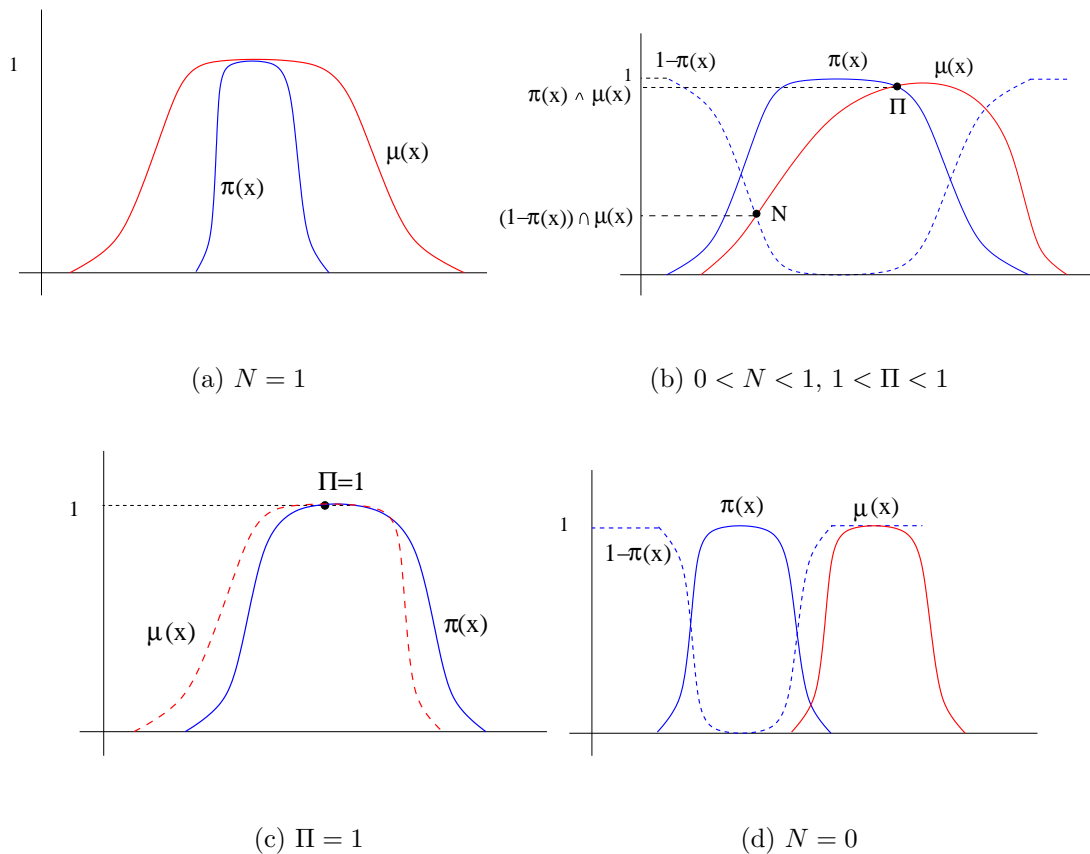 1
μ(x)
π(x)
(a) N = 1
1−π(x)
π(x)
μ(x)
1
π(x) ∧ μ(x)
Π
(1−π(x)) ∩ μ(x)
N
(b) 0 < N < 1, 1 < Π < 1
Π=1
1
μ(x)
π(x)
(c) Π = 1
π(x)
μ(x)
1
1−π(x)
(d) N = 0